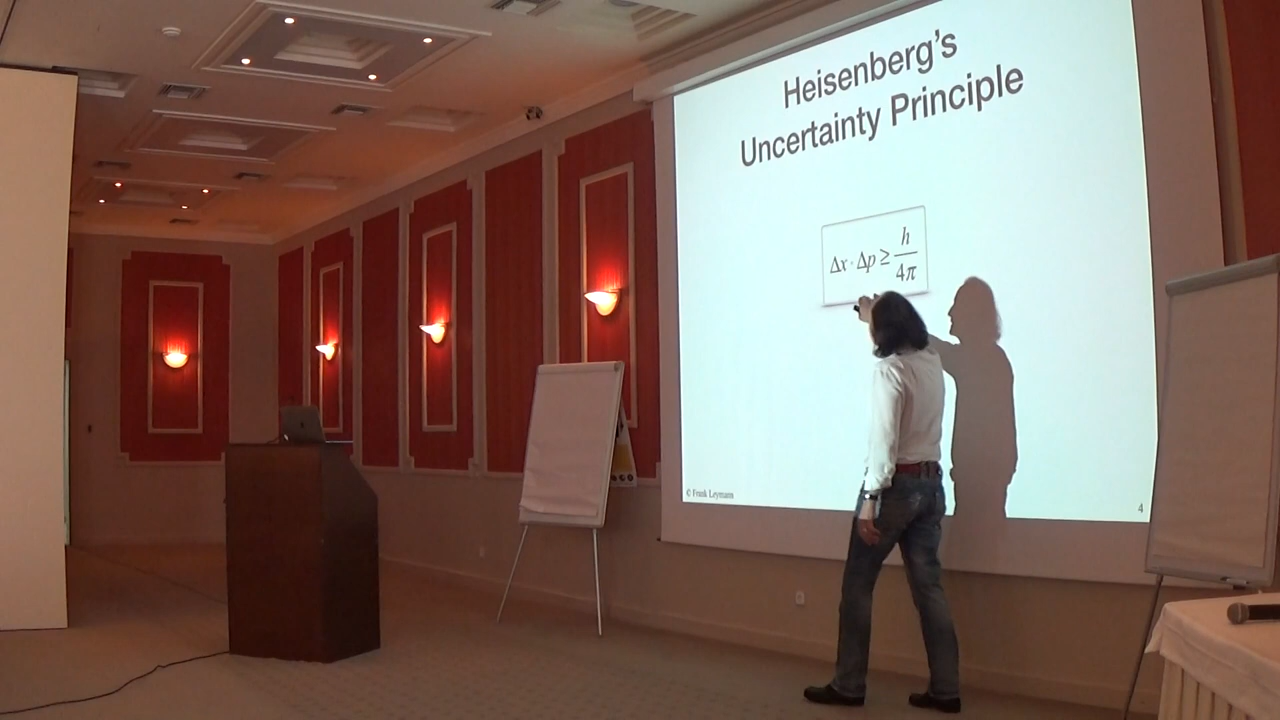 Heisenberg's
Uncertainty Principle
Δx · Δp ≥ h/4π
© Frank Leymann
4